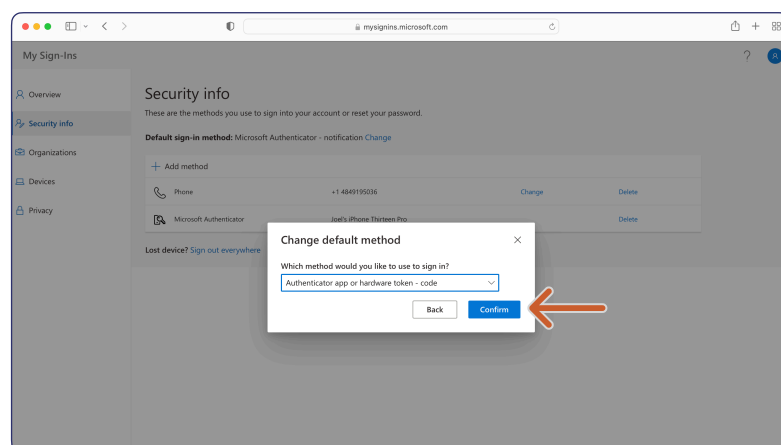 mysignins.microsoft.com
My Sign-Ins
?
R
Overview
Security info
Organizations
Devices
Privacy
Security info
These are the methods you use to sign into your account or reset your password.
Default sign-in method: Microsoft Authenticator - notification Change
+ Add method
Phone +1 4849195036 Change Delete
Microsoft Authenticator Joel's iPhone Thirteen Pro Delete
Lost device? Sign out everywhere
Change default method
Which method would you like to use to sign in?
Authenticator app or hardware token - code
Back Confirm